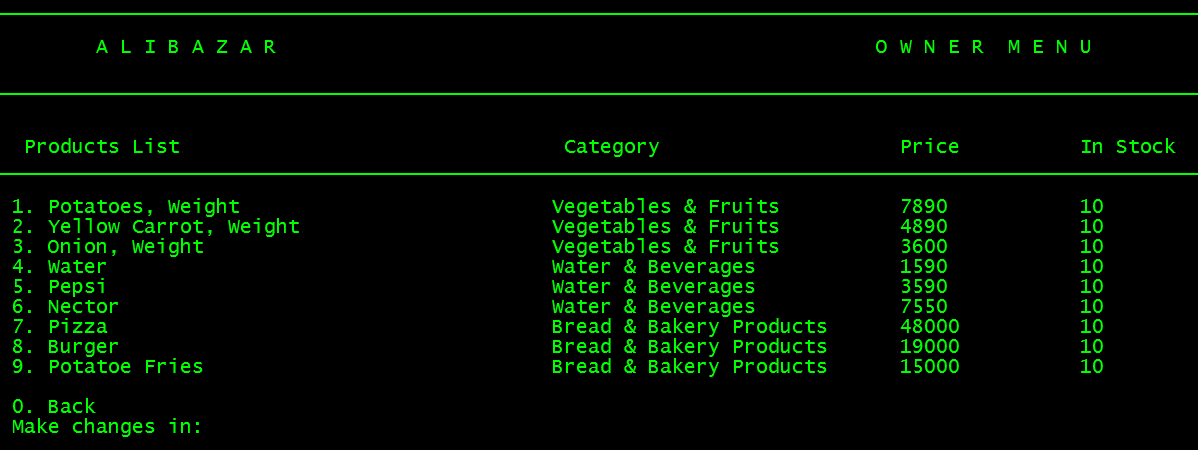 A L I B A Z A R O W N E R M E N U
Products List Category Price In Stock
1. Potatoes, Weight Vegetables & Fruits 7890 10
2. Yellow Carrot, Weight Vegetables & Fruits 4890 10
3. Onion, Weight Vegetables & Fruits 3600 10
4. Water Water & Beverages 1590 10
5. Pepsi Water & Beverages 3590 10
6. Nector Water & Beverages 7550 10
7. Pizza Bread & Bakery Products 48000 10
8. Burger Bread & Bakery Products 19000 10
9. Potatoe Fries Bread & Bakery Products 15000 10
0. Back
Make changes in: